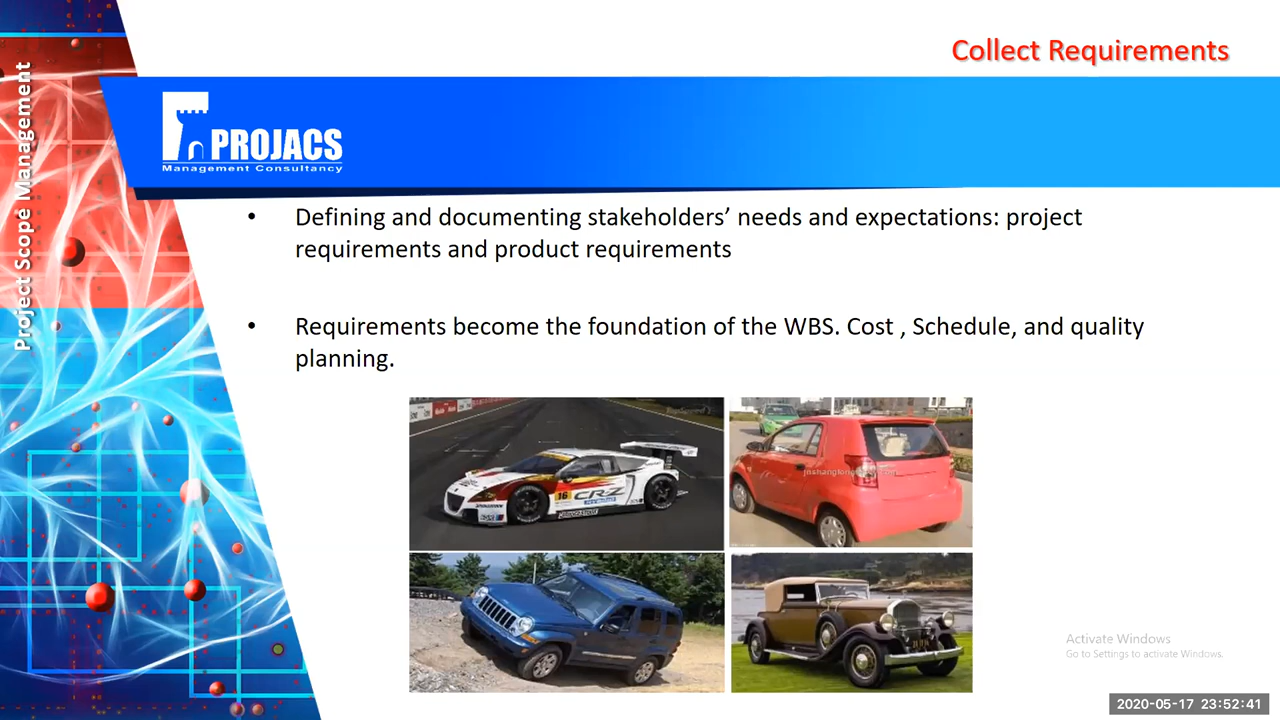 Collect Requirements
Project Scope Management
PROJACS
Management Consultancy
• Defining and documenting stakeholders’ needs and expectations: project
requirements and product requirements
• Requirements become the foundation of the WBS. Cost , Schedule, and quality
planning.
16 CR-Z
Activate Windows
Go to Settings to activate Windows.
2020-05-17 23:52:41